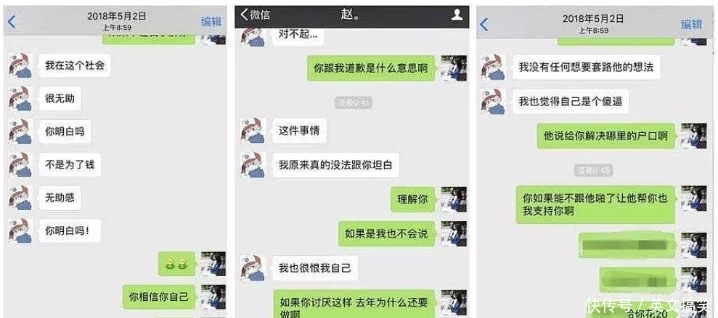 2018年5月2日
上午8:59
编辑
我在这个社会
很无助
你明白吗
不是为了钱
无助感
你明白吗！
你相信你自己
微信
赵。
对不起...
你跟我道歉是什么意思啊
凌晨0:41
这件事情
我原来真的没法跟你坦白
理解你
如果是我也不会说
我也很恨我自己
如果你讨厌这样 去年为什么还要
做啊
2018年5月2日
上午8:59
编辑
我没有任何想要套路他的想法
我也觉得自己是个傻逼
他说给你解决哪里的户口啊
凌晨0:45
你如果能不跟他啪了让他帮你也
我支持你啊
给你花20
快传号/英文搞笑